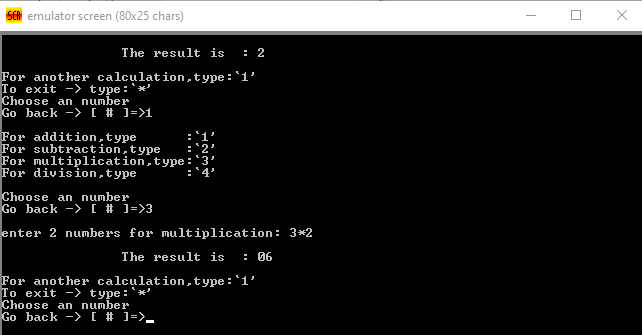 SCR emulator screen (80x25 chars)
The result is : 2
For another calculation,type:`1'
To exit -> type:`*'
Choose an number
Go back -> [ # ]=>1
For addition,type :`1'
For subtraction,type :`2'
For multiplication,type:`3'
For division,type :`4'
Choose an number
Go back -> [ # ]=>3
enter 2 numbers for multiplication: 3*2
The result is : 06
For another calculation,type:`1'
To exit -> type:`*'
Choose an number
Go back -> [ # ]=>_